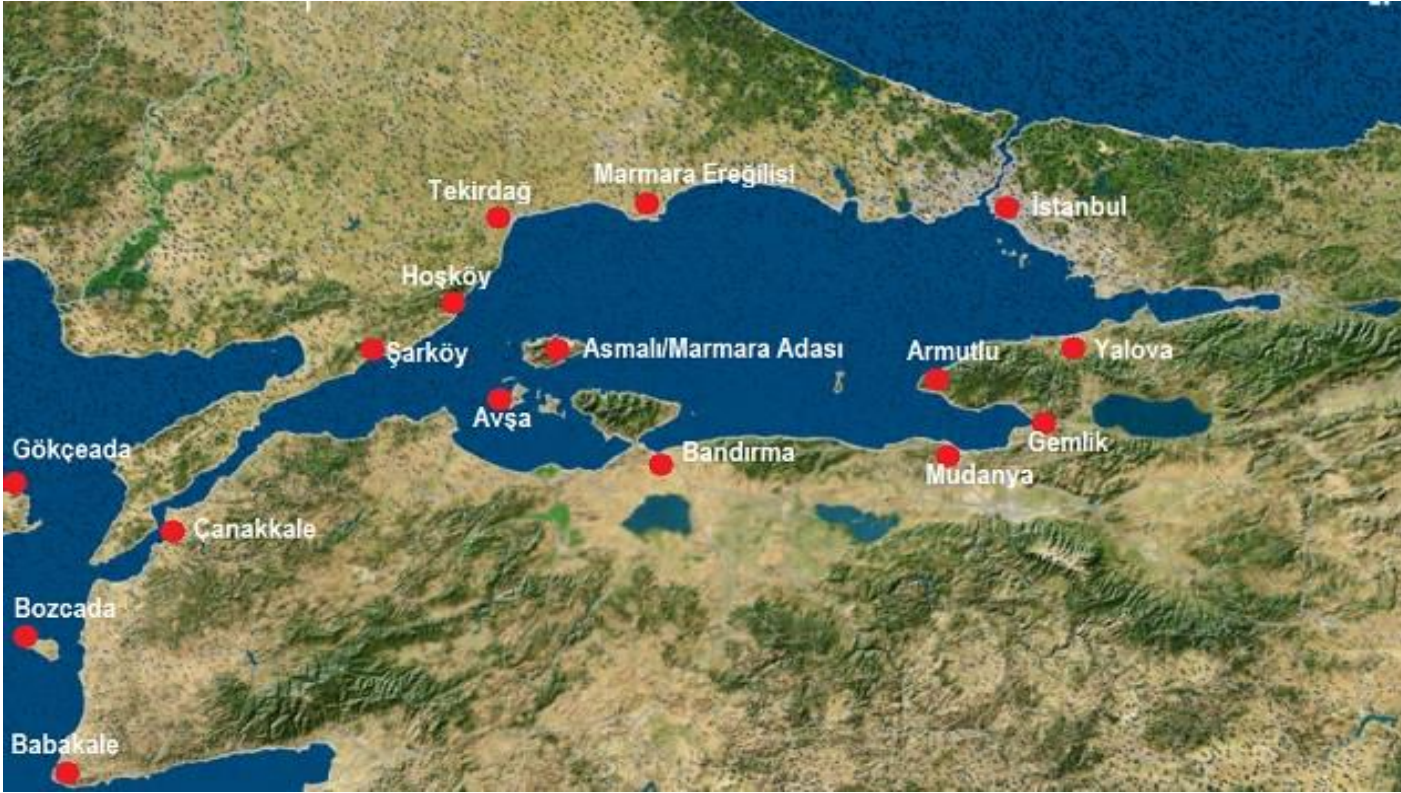 Marmara Ereğilisi
Tekirdağ
İstanbul
Hoşköy
Şarköy
Asmalı/Marmara Adası
Armutlu
Yalova
Avşa
Gemlik
Gökçeada
Bandırma
Mudanya
Çanakkale
Bozcada
Babakale